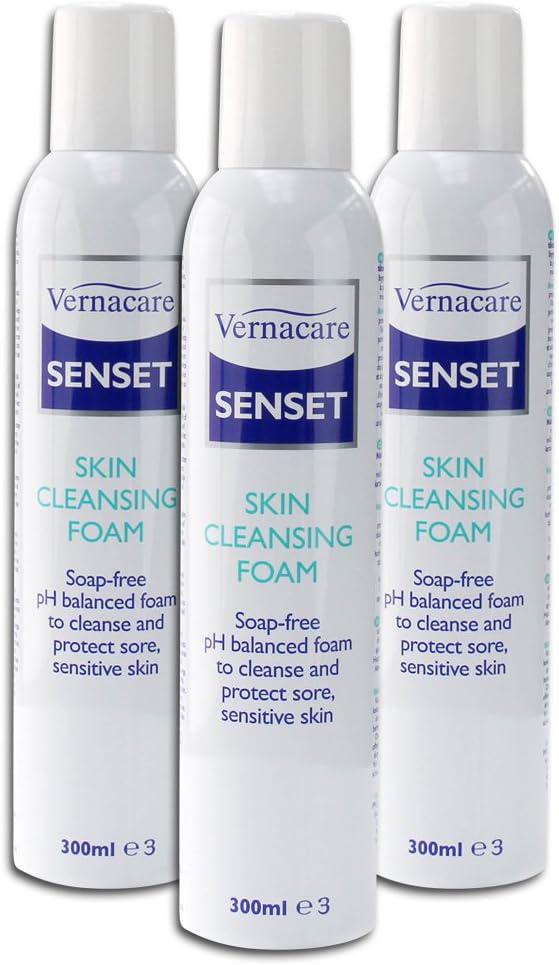 Vernacare
SENSET
SKIN
CLEANSING
FOAM
Soap-free
pH balanced foam
to cleanse and
protect sore,
sensitive skin
300ml ℮ 3
Vernacare
SENSET
SKIN
CLEANSING
FOAM
Soap-free
pH balanced foam
to cleanse and
protect sore,
sensitive skin
300ml ℮ 3
Vernacare
SENSET
SKIN
CLEANSING
FOAM
Soap-free
pH balanced foam
to cleanse and
protect sore,
sensitive skin
300ml ℮ 3